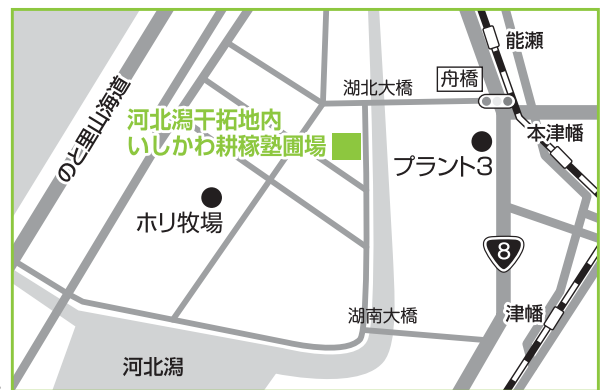 能瀬
舟橋
湖北大橋
のと里山海道
河北潟干拓地内
いしかわ耕稼塾圃場
本津幡
プラント3
ホリ牧場
8
湖南大橋
津幡
河北潟